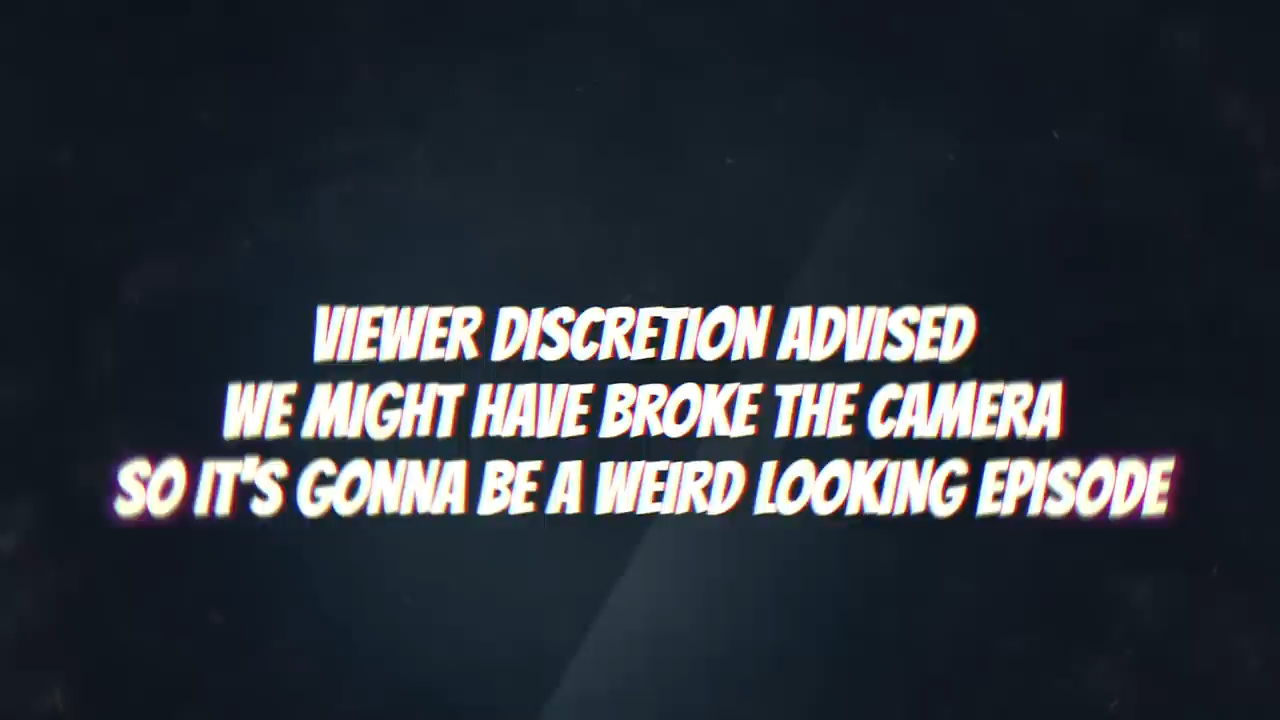 VIEWER DISCRETION ADVISED
WE MIGHT HAVE BROKE THE CAMERA
SO IT'S GONNA BE A WEIRD LOOKING EPISODE